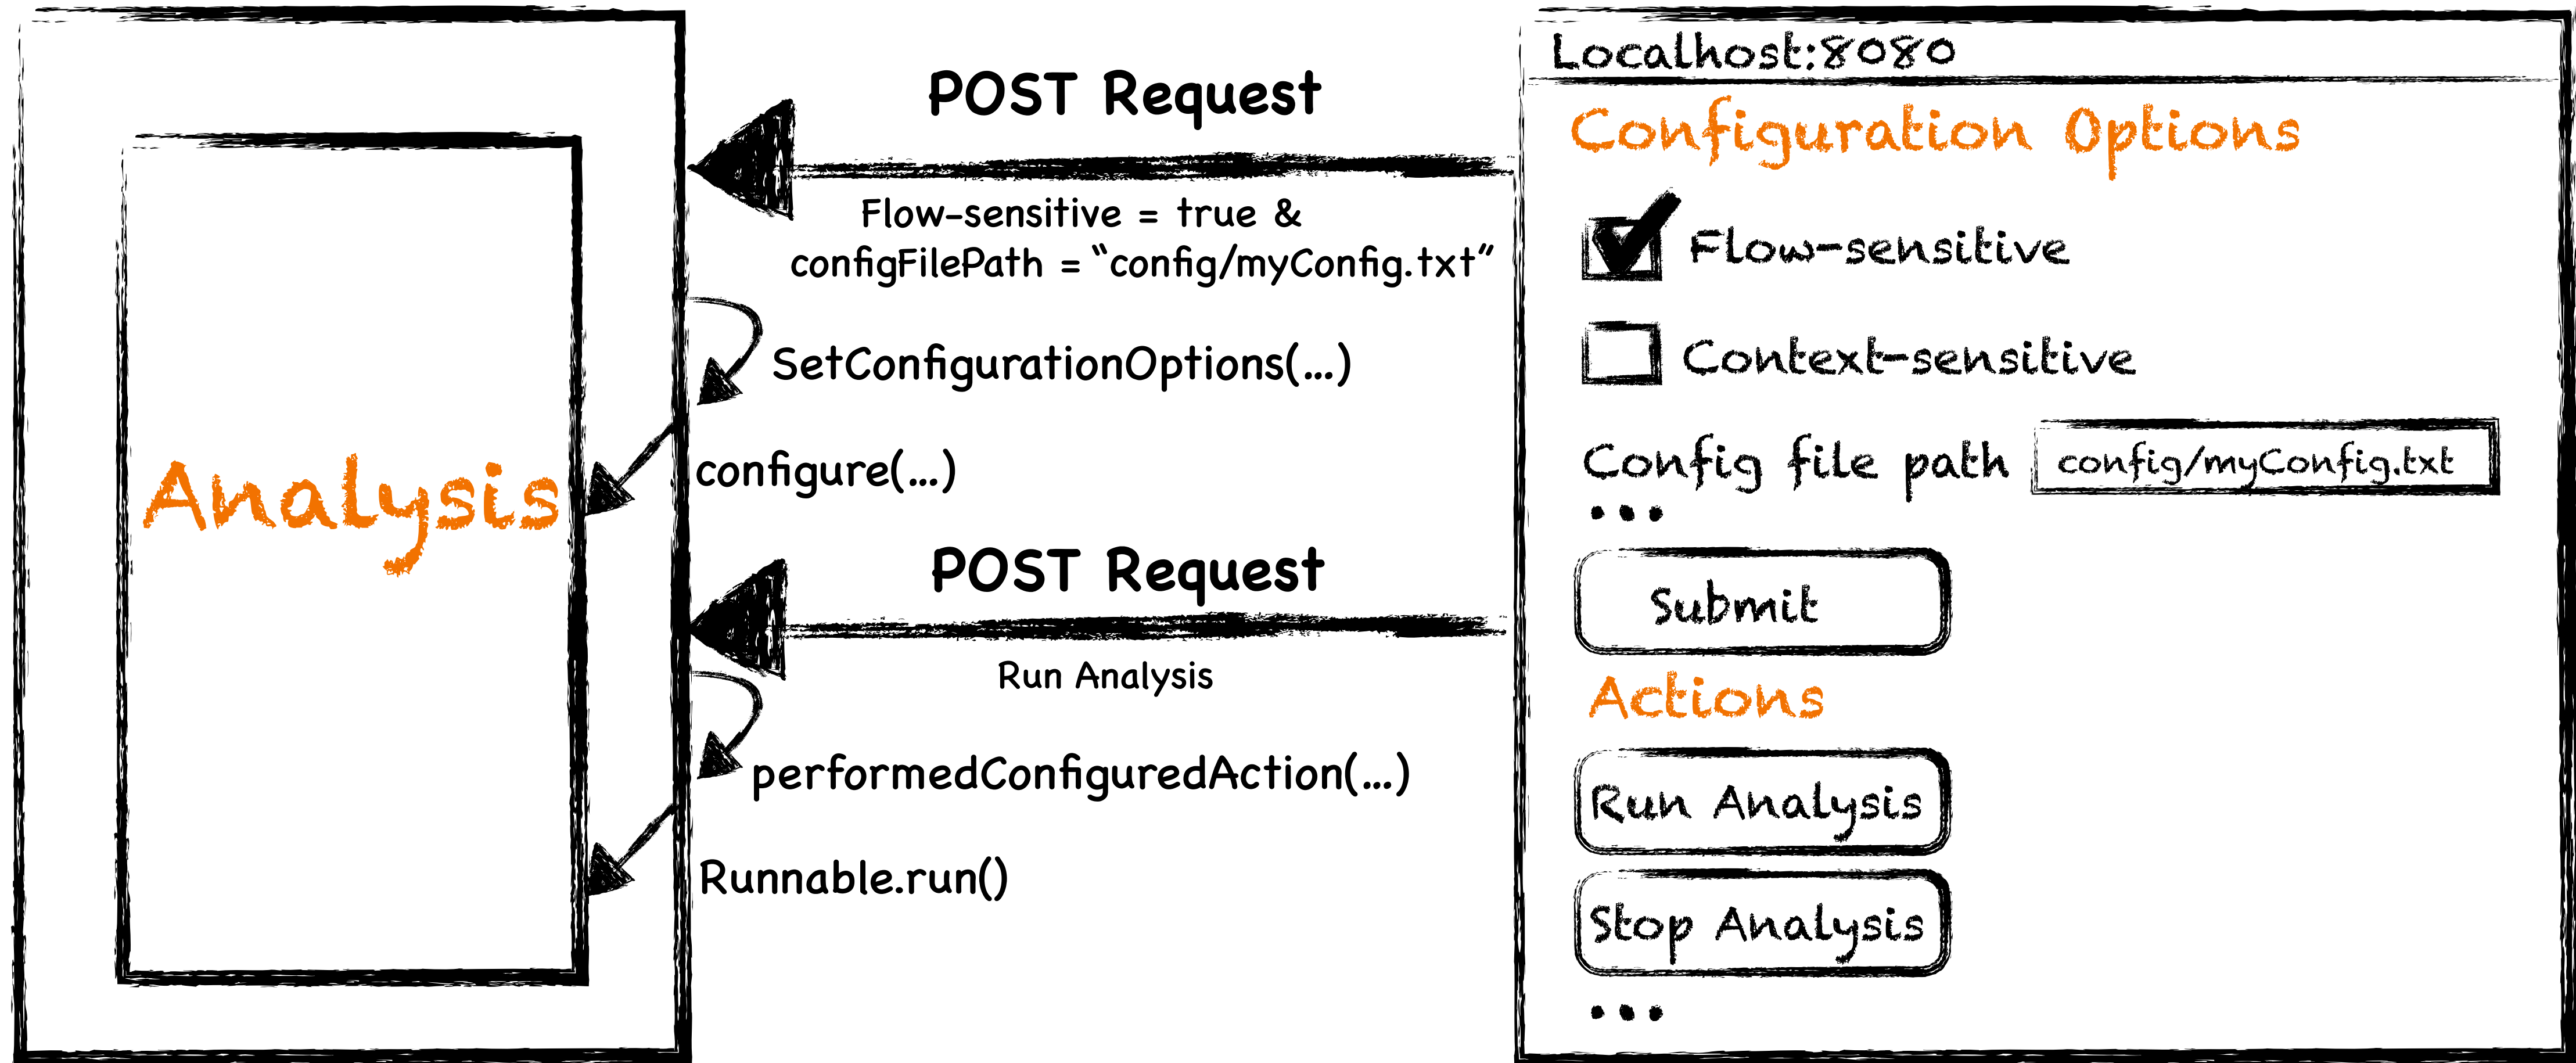 Analysis
POST Request
Flow-sensitive = true &
configFilePath = “config/myConfig.txt”
SetConfigurationOptions(...)
configure(...)
POST Request
Run Analysis
performedConfiguredAction(...)
Runnable.run()
Localhost:8080
Configuration Options
Flow-sensitive
Context-sensitive
Config file path config/myConfig.txt
...
Submit
Actions
Run Analysis
Stop Analysis
...